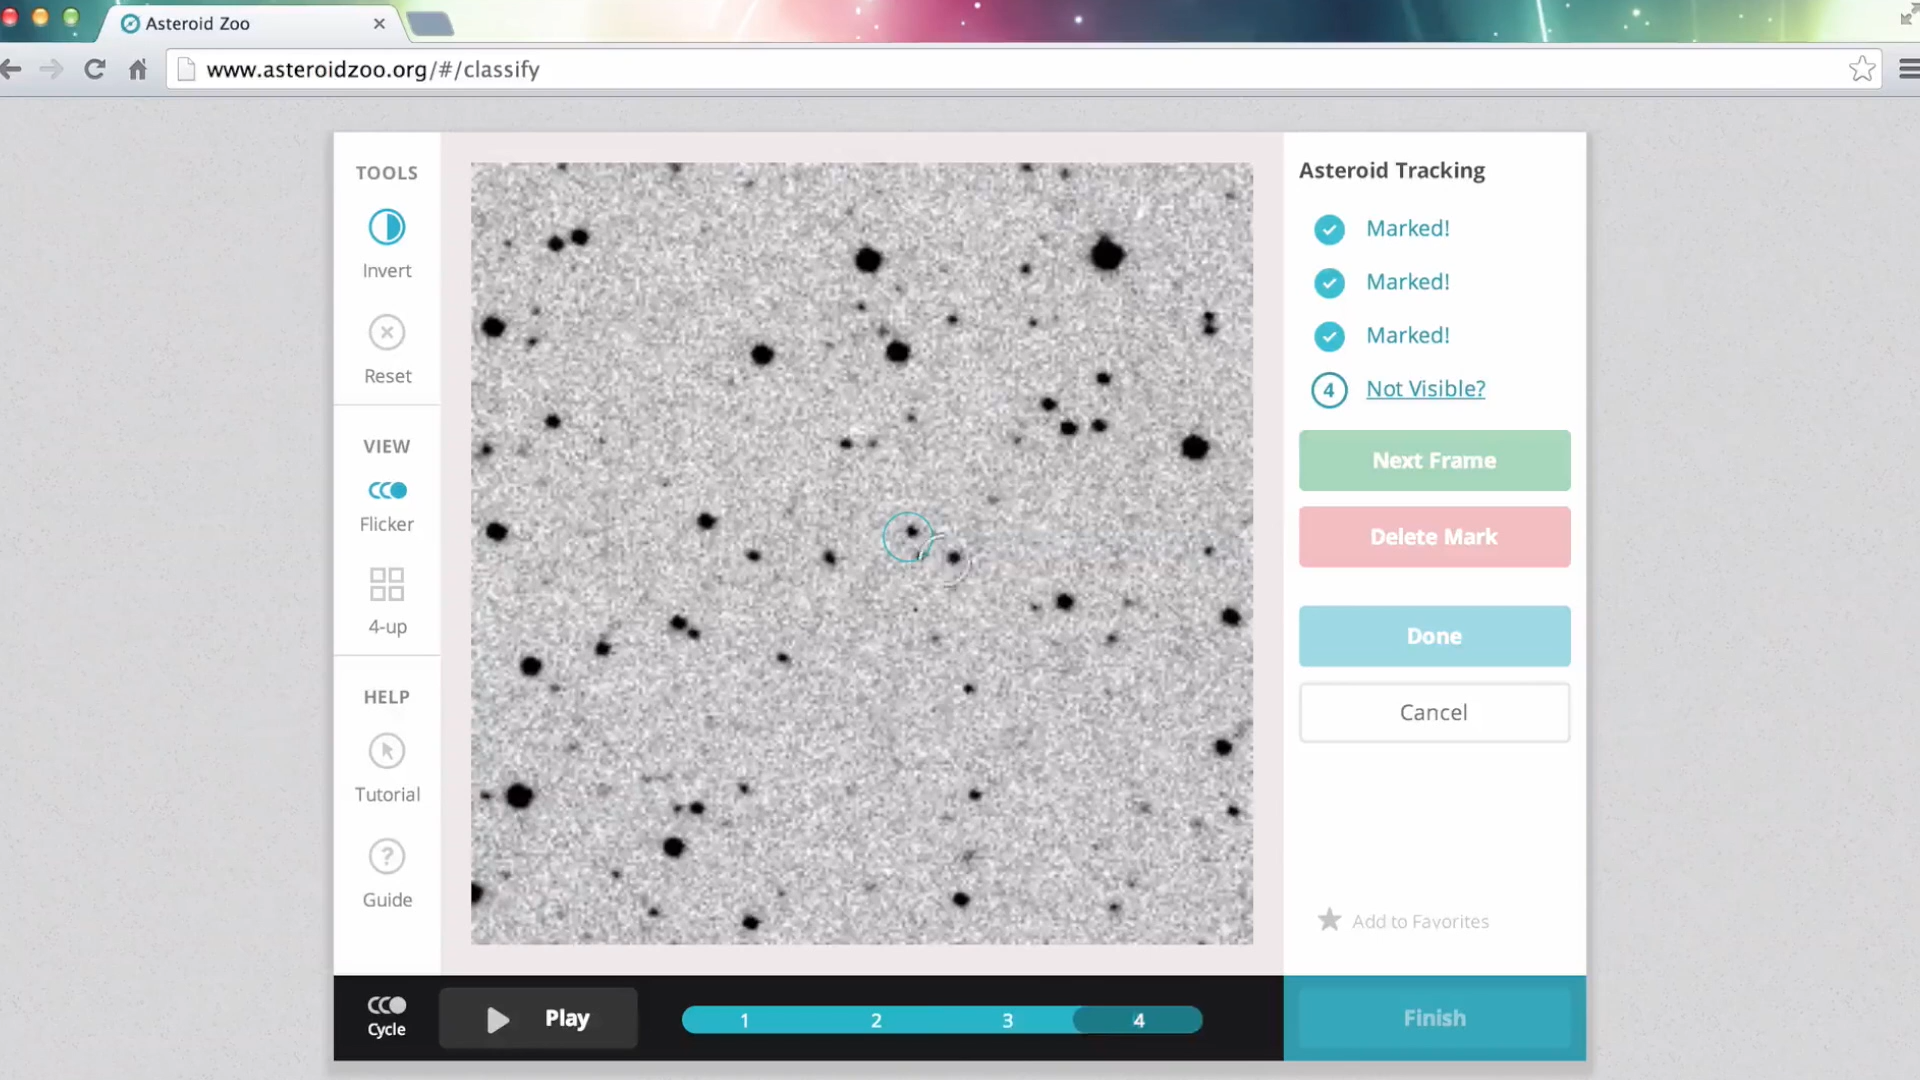 Asteroid Zoo
www.asteroidzoo.org/#/classify
TOOLS
Invert
Reset
VIEW
Flicker
4-up
HELP
Tutorial
?
Guide
Asteroid Tracking
Marked!
Marked!
Marked!
4 Not Visible?
Next Frame
Delete Mark
Done
Cancel
Add to Favorites
Cycle
Play
1 2 3 4
Finish